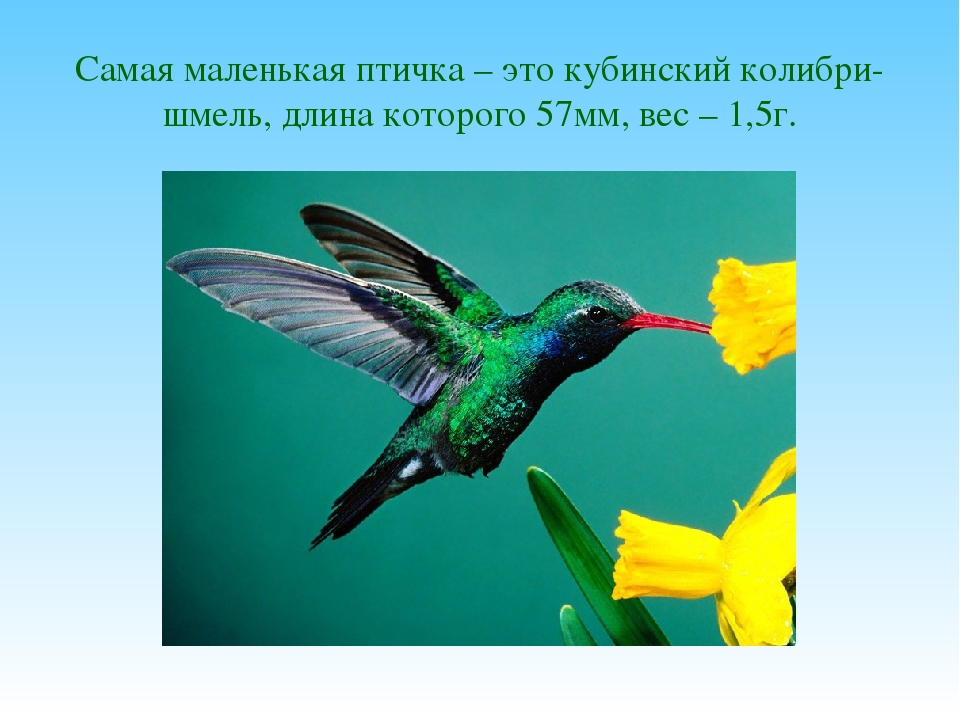 Самая маленькая птичка – это кубинский колибри-
шмель, длина которого 57мм, вес – 1,5г.